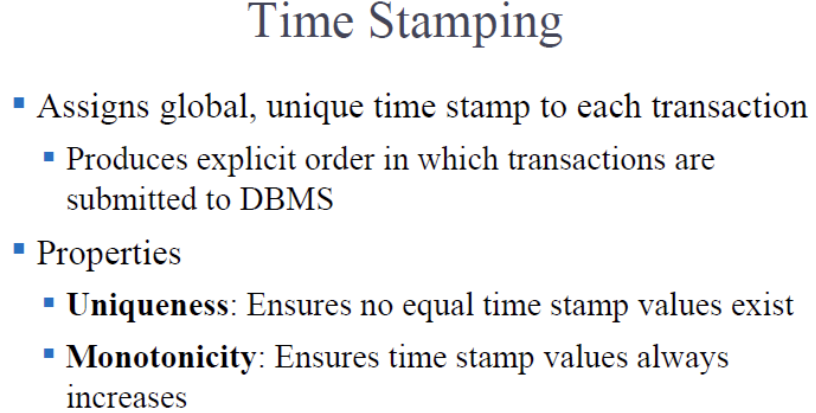 Time Stamping
▪ Assigns global, unique time stamp to each transaction
▪ Produces explicit order in which transactions are
submitted to DBMS
▪ Properties
▪ Uniqueness: Ensures no equal time stamp values exist
▪ Monotonicity: Ensures time stamp values always
increases